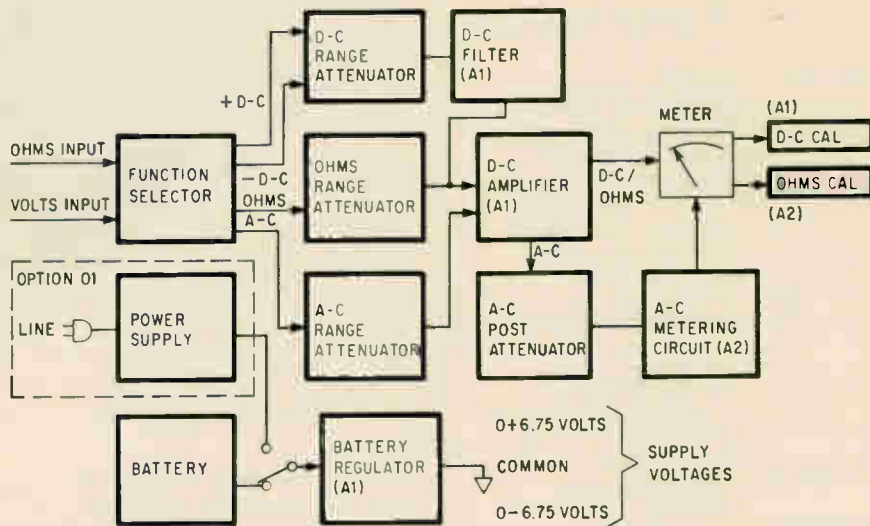 D-C
RANGE
ATTENUATOR
D-C
FILTER
(A1)
+ D-C
METER
(A1)
D-C CAL
OHMS INPUT
FUNCTION
SELECTOR
VOLTS INPUT
- D-C
OHMS
A-C
OHMS
RANGE
ATTENUATOR
D-C
AMPLIFIER
(A1)
D-C/
OHMS
OHMS CAL
(A2)
A-C
OPTION 01
LINE
POWER
SUPPLY
A-C
RANGE
ATTENUATOR
A-C
POST
ATTENUATOR
A-C
METERING
CIRCUIT (A2)
BATTERY
BATTERY
REGULATOR
(A1)
0+6.75 VOLTS
COMMON
0-6.75 VOLTS
SUPPLY
VOLTAGES